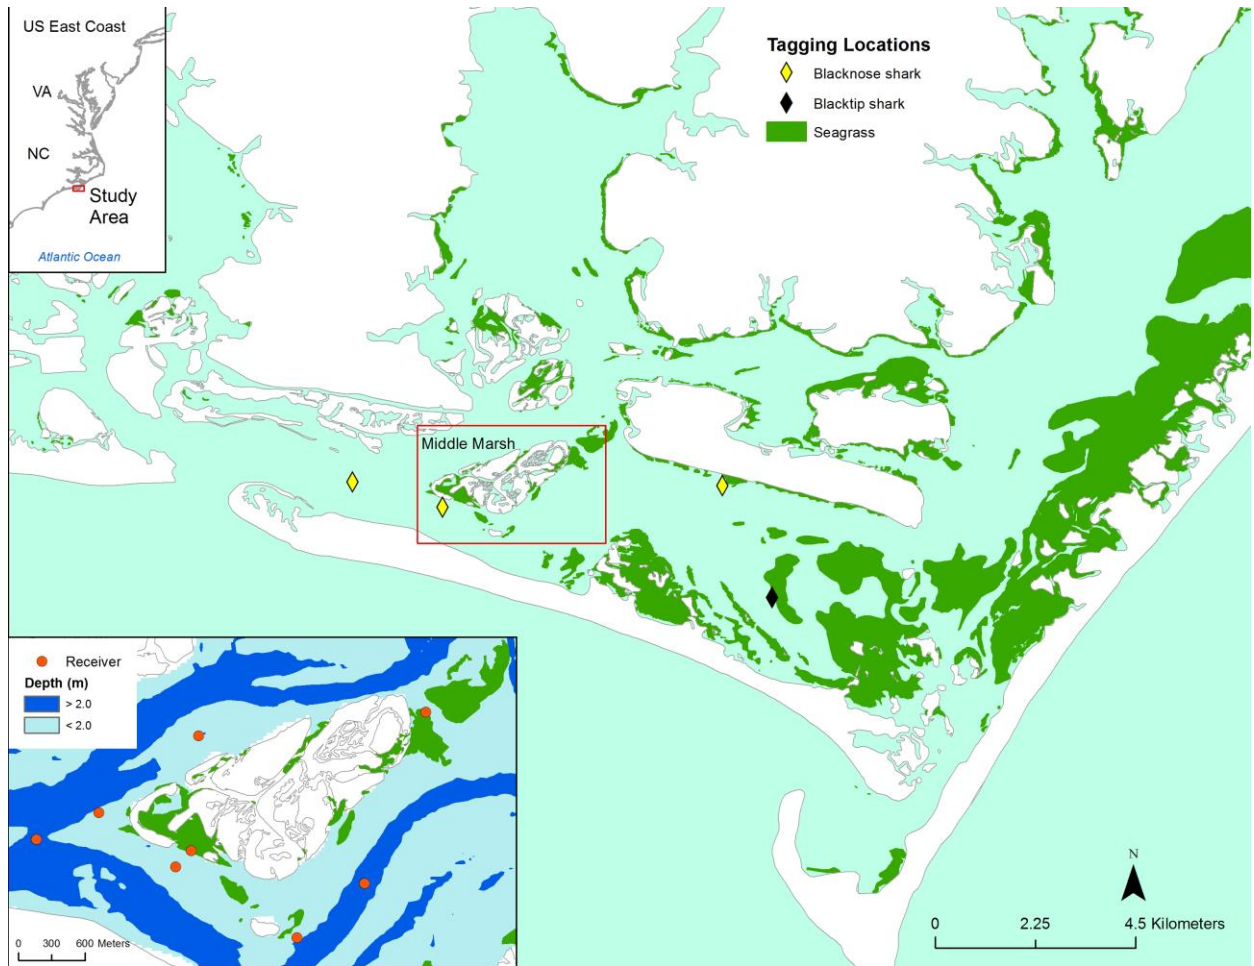 US East Coast
VA
NC
Study
Area
Atlantic Ocean
Tagging Locations
Blacknose shark
Blacktip shark
Seagrass
Middle Marsh
Receiver
Depth (m)
> 2.0
< 2.0
0 300 600 Meters
N
0 2.25 4.5 Kilometers